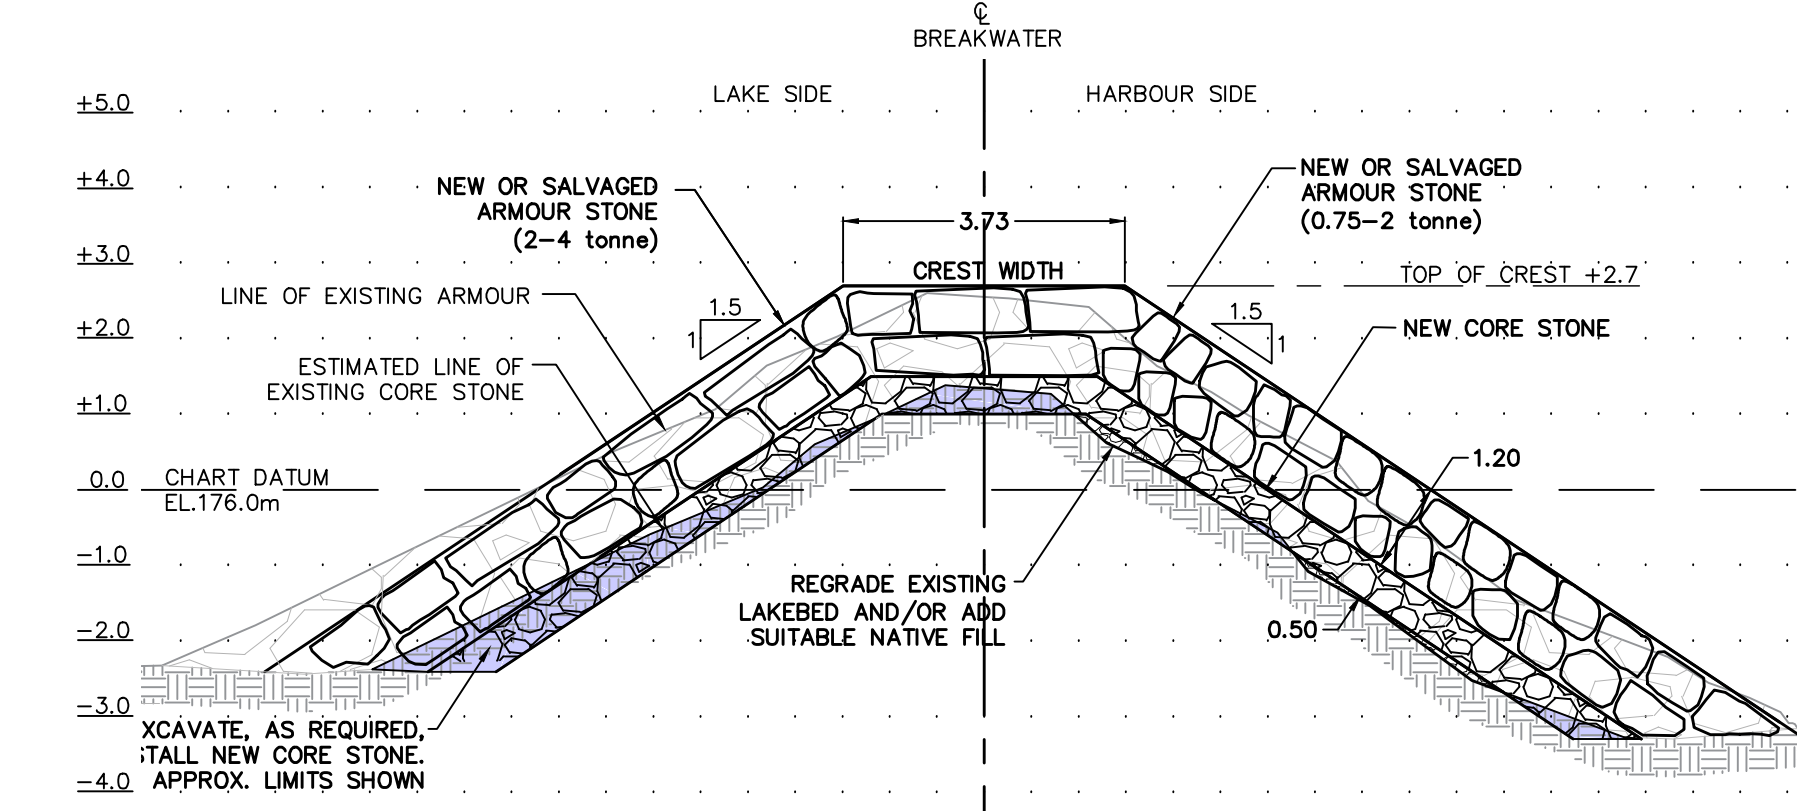 ℄
BREAKWATER
LAKE SIDE
HARBOUR SIDE
+5.0
+4.0
+3.0
+2.0
+1.0
0.0
-1.0
-2.0
-3.0
-4.0
NEW OR SALVAGED
ARMOUR STONE
(2-4 tonne)
NEW OR SALVAGED
ARMOUR STONE
(0.75-2 tonne)
3.73
CREST WIDTH
TOP OF CREST +2.7
LINE OF EXISTING ARMOUR
1.5
1
1.5
1
NEW CORE STONE
ESTIMATED LINE OF
EXISTING CORE STONE
CHART DATUM
EL.176.0m
1.20
REGRADE EXISTING
LAKEBED AND/OR ADD
SUITABLE NATIVE FILL
0.50
XCAVATE, AS REQUIRED,
STALL NEW CORE STONE.
APPROX. LIMITS SHOWN